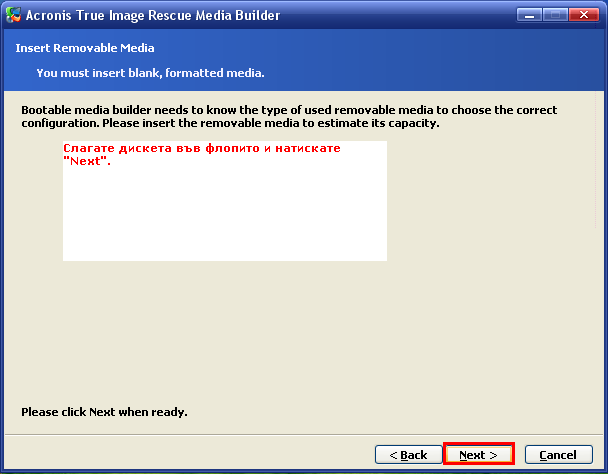 Acronis True Image Rescue Media Builder
Insert Removable Media
You must insert blank, formatted media.
Bootable media builder needs to know the type of used removable media to choose the correct
configuration. Please insert the removable media to estimate its capacity.
Слагате дискета във флопито и натискате
"Next".
Please click Next when ready.
< Back Next > Cancel